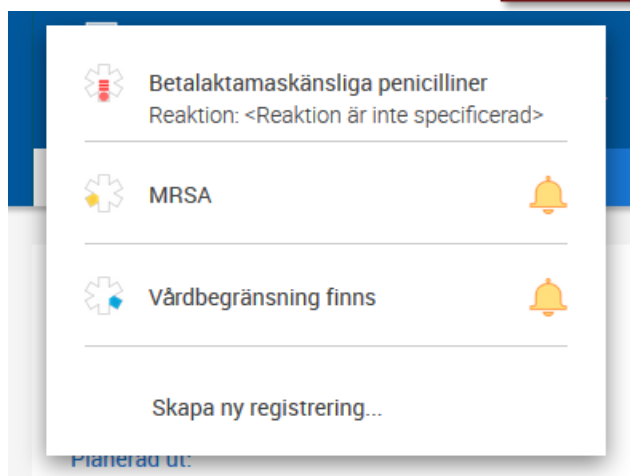 Betalaktamaskänsliga penicilliner
Reaktion: <Reaktion är inte specificerad>
MRSA
Vårdbegränsning finns
Skapa ny registrering...
Planerad ut: